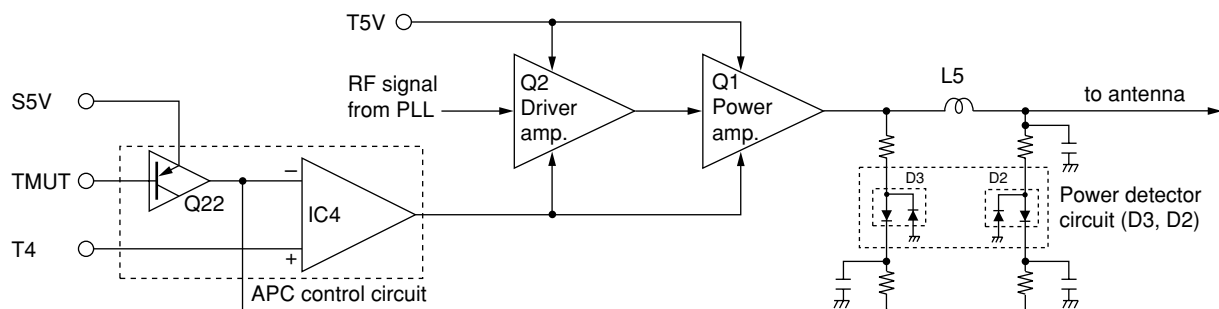 T5V
RF signal
from PLL
Q2
Driver
amp.
Q1
Power
amp.
L5
to antenna
S5V
TMUT
T4
Q22
–
+
IC4
APC control circuit
D3
D2
Power detector
circuit (D3, D2)